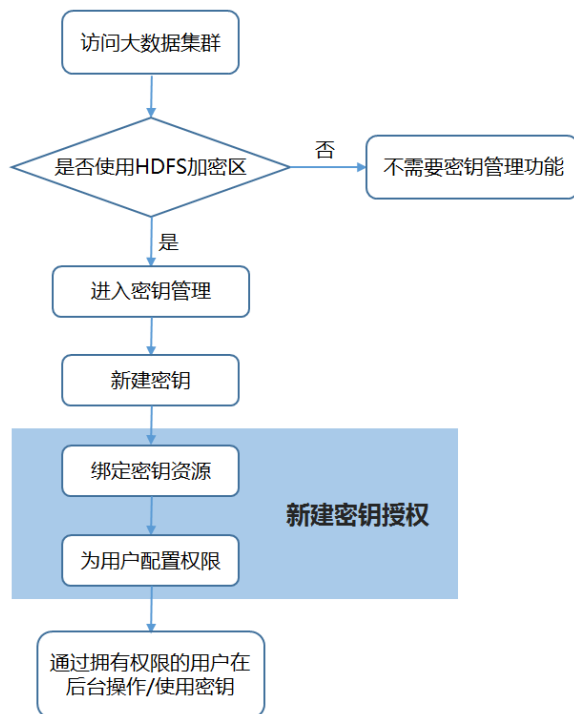 访问大数据集群
是否使用HDFS加密区
否
不需要密钥管理功能
是
进入密钥管理
新建密钥
绑定密钥资源
新建密钥授权
为用户配置权限
通过拥有权限的用户在
后台操作/使用密钥